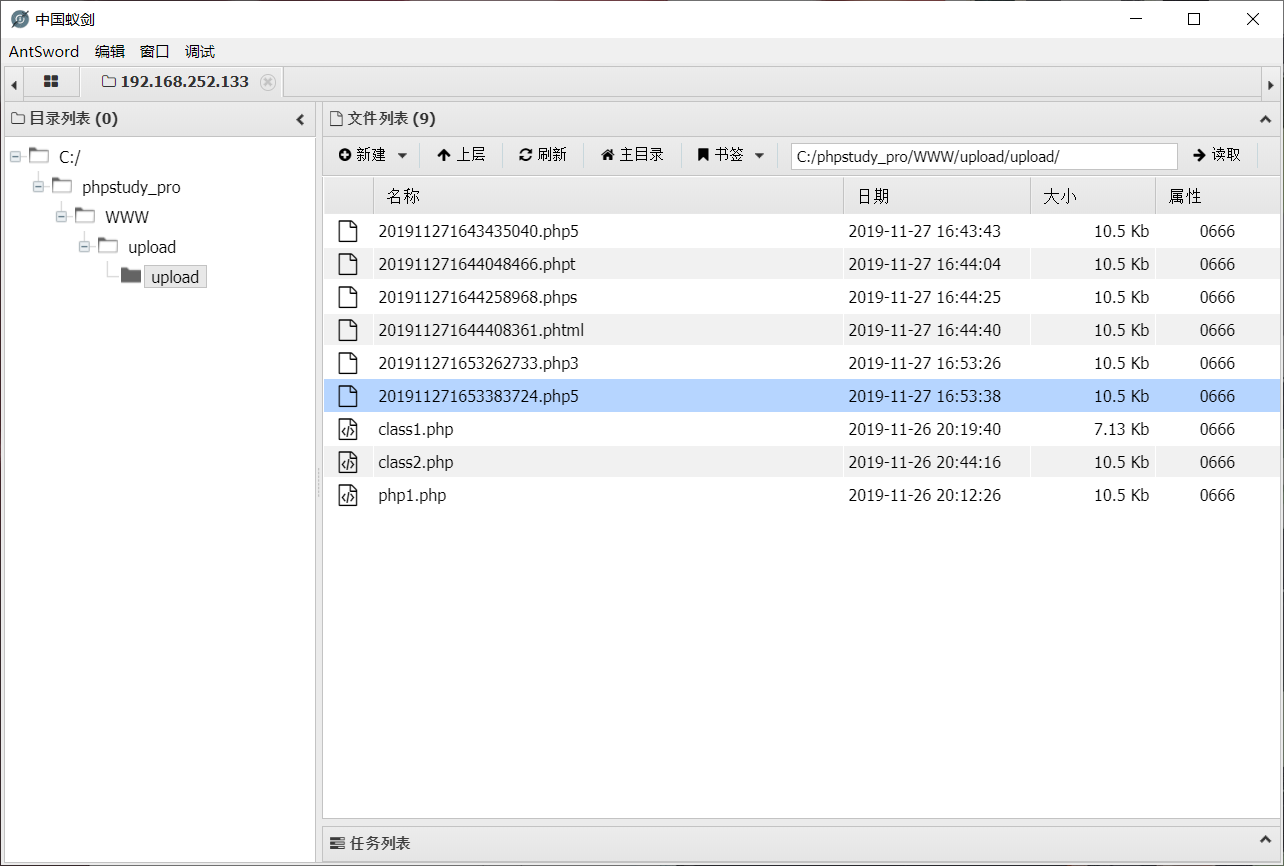 中国蚁剑
AntSword 编辑 窗口 调试
192.168.252.133
目录列表 (0)
C:/
phpstudy_pro
WWW
upload
upload
文件列表 (9)
新建 上层 刷新 主目录 书签 C:/phpstudy_pro/WWW/upload/upload/ 读取
名称 日期 大小 属性
201911271643435040.php5 2019-11-27 16:43:43 10.5 Kb 0666
201911271644048466.phpt 2019-11-27 16:44:04 10.5 Kb 0666
201911271644258968.phps 2019-11-27 16:44:25 10.5 Kb 0666
201911271644408361.phtml 2019-11-27 16:44:40 10.5 Kb 0666
201911271653262733.php3 2019-11-27 16:53:26 10.5 Kb 0666
201911271653383724.php5 2019-11-27 16:53:38 10.5 Kb 0666
class1.php 2019-11-26 20:19:40 7.13 Kb 0666
class2.php 2019-11-26 20:44:16 10.5 Kb 0666
php1.php 2019-11-26 20:12:26 10.5 Kb 0666
任务列表